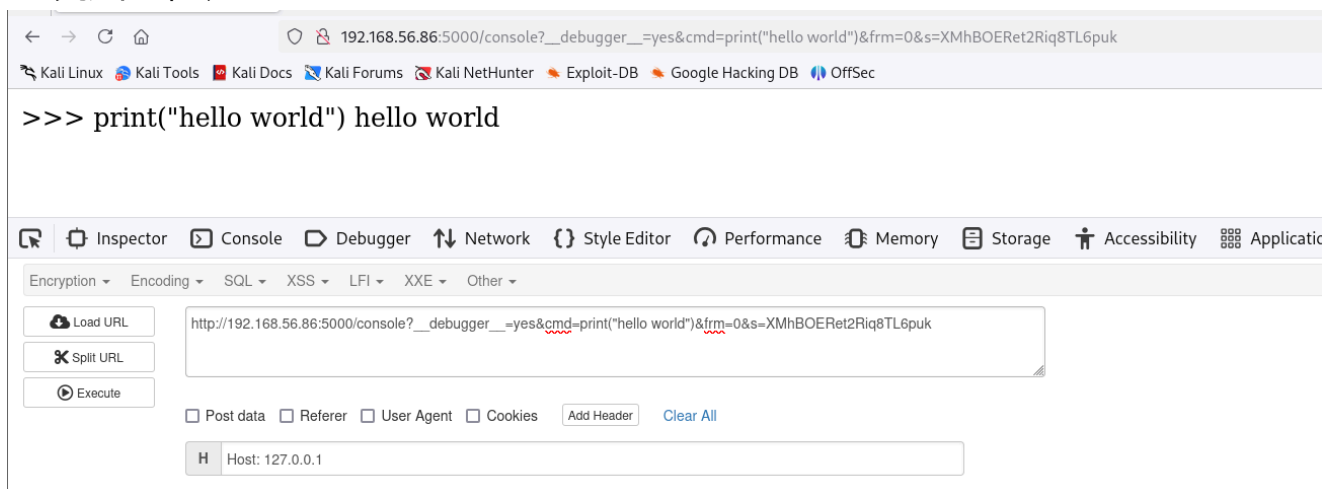 192.168.56.86:5000/console?__debugger__=yes&cmd=print("hello world")&frm=0&s=XMhBOERet2Riq8TL6puk
Kali Linux Kali Tools Kali Docs Kali Forums Kali NetHunter Exploit-DB Google Hacking DB OffSec
>>> print("hello world") hello world
Inspector Console Debugger Network Style Editor Performance Memory Storage Accessibility Applicatio
Encryption Encoding SQL XSS LFI XXE Other
Load URL
http://192.168.56.86:5000/console?__debugger__=yes&cmd=print("hello world")&frm=0&s=XMhBOERet2Riq8TL6puk
Split URL
Execute
Post data Referer User Agent Cookies Add Header Clear All
H Host: 127.0.0.1